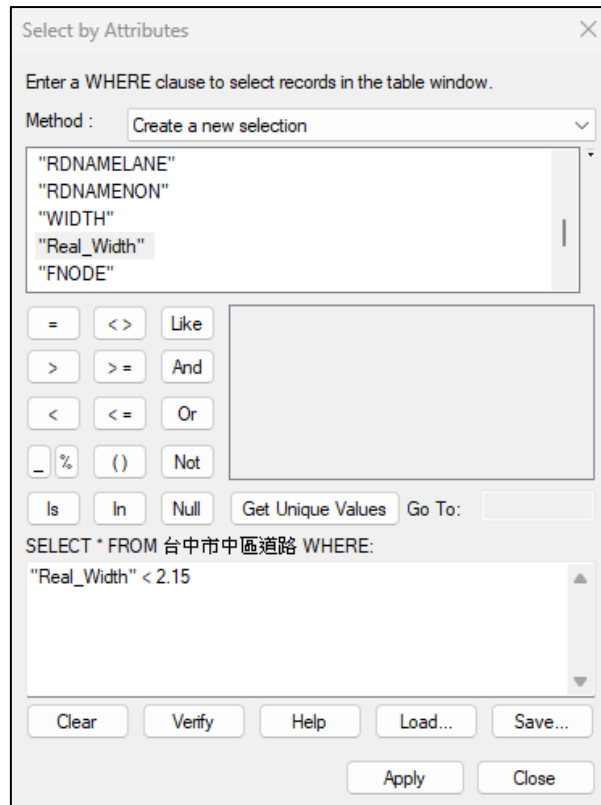 Select by Attributes
Enter a WHERE clause to select records in the table window.
Method : Create a new selection
"RDNAMELANE"
"RDNAMENON"
"WIDTH"
"Real_Width"
"FNODE"
= < > Like
> > = And
< < = Or
_ % ( ) Not
Is In Null Get Unique Values Go To:
SELECT * FROM 台中市中區道路 WHERE:
"Real_Width" < 2.15
Clear Verify Help Load... Save...
Apply Close